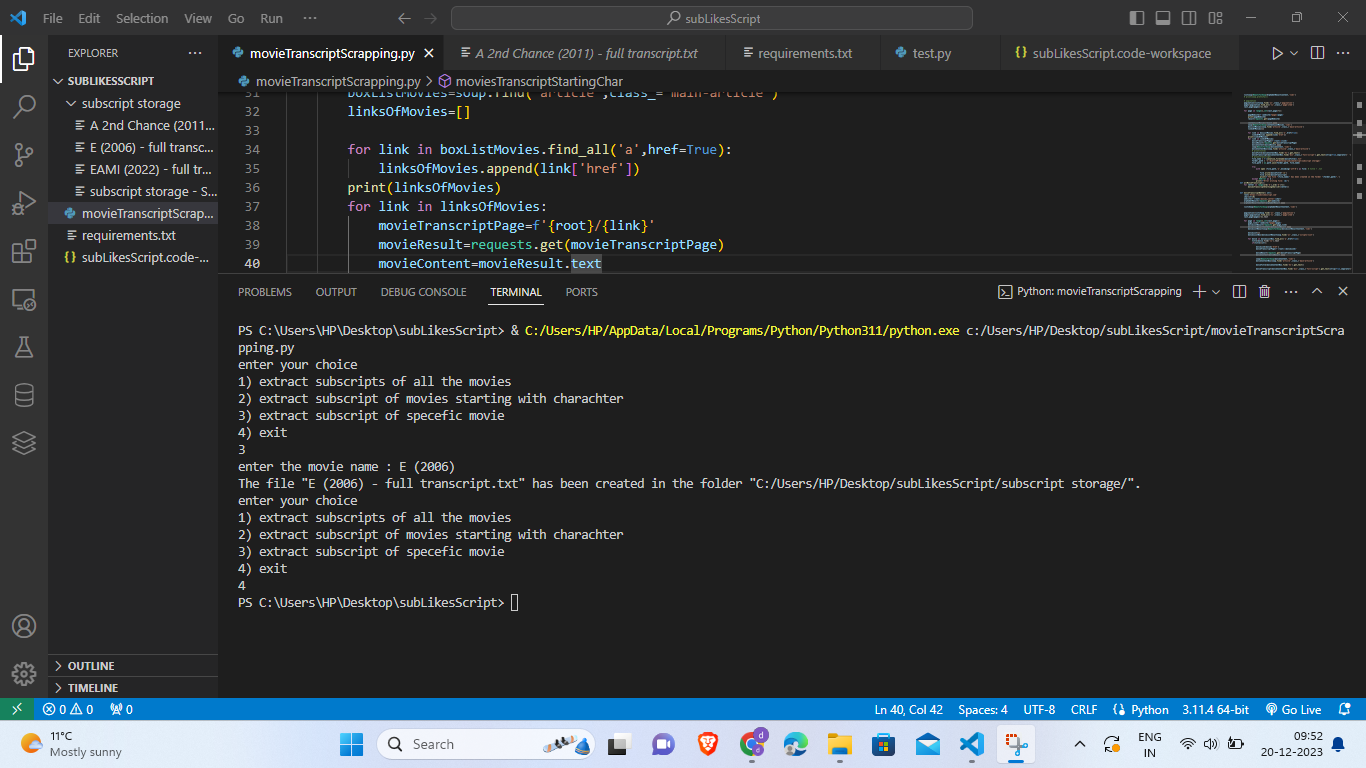 File Edit Selection View Go Run ··· subLikesScript
EXPLORER ···
SUBLIKESSCRIPT
subscript storage
A 2nd Chance (2011...
E (2006) - full transc...
EAMI (2022) - full tr...
subscript storage - S...
movieTranscriptScrap...
requirements.txt
subLikesScript.code-...
OUTLINE
TIMELINE
movieTranscriptScrapping.py A 2nd Chance (2011) - full transcript.txt requirements.txt test.py subLikesScript.code-workspace
movieTranscriptScrapping.py > moviesTranscriptStartingChar
31 boxListMovies=soup.find('article',class_='main-article')
32 linksOfMovies=[]
33
34 for link in boxListMovies.find_all('a',href=True):
35 linksOfMovies.append(link['href'])
36 print(linksOfMovies)
37 for link in linksOfMovies:
38 movieTranscriptPage=f'{root}/{link}'
39 movieResult=requests.get(movieTranscriptPage)
40 movieContent=movieResult.text
PROBLEMS OUTPUT DEBUG CONSOLE TERMINAL PORTS Python: movieTranscriptScrapping
PS C:\Users\HP\Desktop\subLikesScript> & C:/Users/HP/AppData/Local/Programs/Python/Python311/python.exe c:/Users/HP/Desktop/subLikesScript/movieTranscriptScra
pping.py
enter your choice
1) extract subscripts of all the movies
2) extract subscript of movies starting with charachter
3) extract subscript of specefic movie
4) exit
3
enter the movie name : E (2006)
The file "E (2006) - full transcript.txt" has been created in the folder "C:/Users/HP/Desktop/subLikesScript/subscript storage/".
enter your choice
1) extract subscripts of all the movies
2) extract subscript of movies starting with charachter
3) extract subscript of specefic movie
4) exit
4
PS C:\Users\HP\Desktop\subLikesScript>
0 0 0 Ln 40, Col 42 Spaces: 4 UTF-8 CRLF Python 3.11.4 64-bit Go Live
11°C
Mostly sunny
Search
d
ENG
IN
09:52
20-12-2023